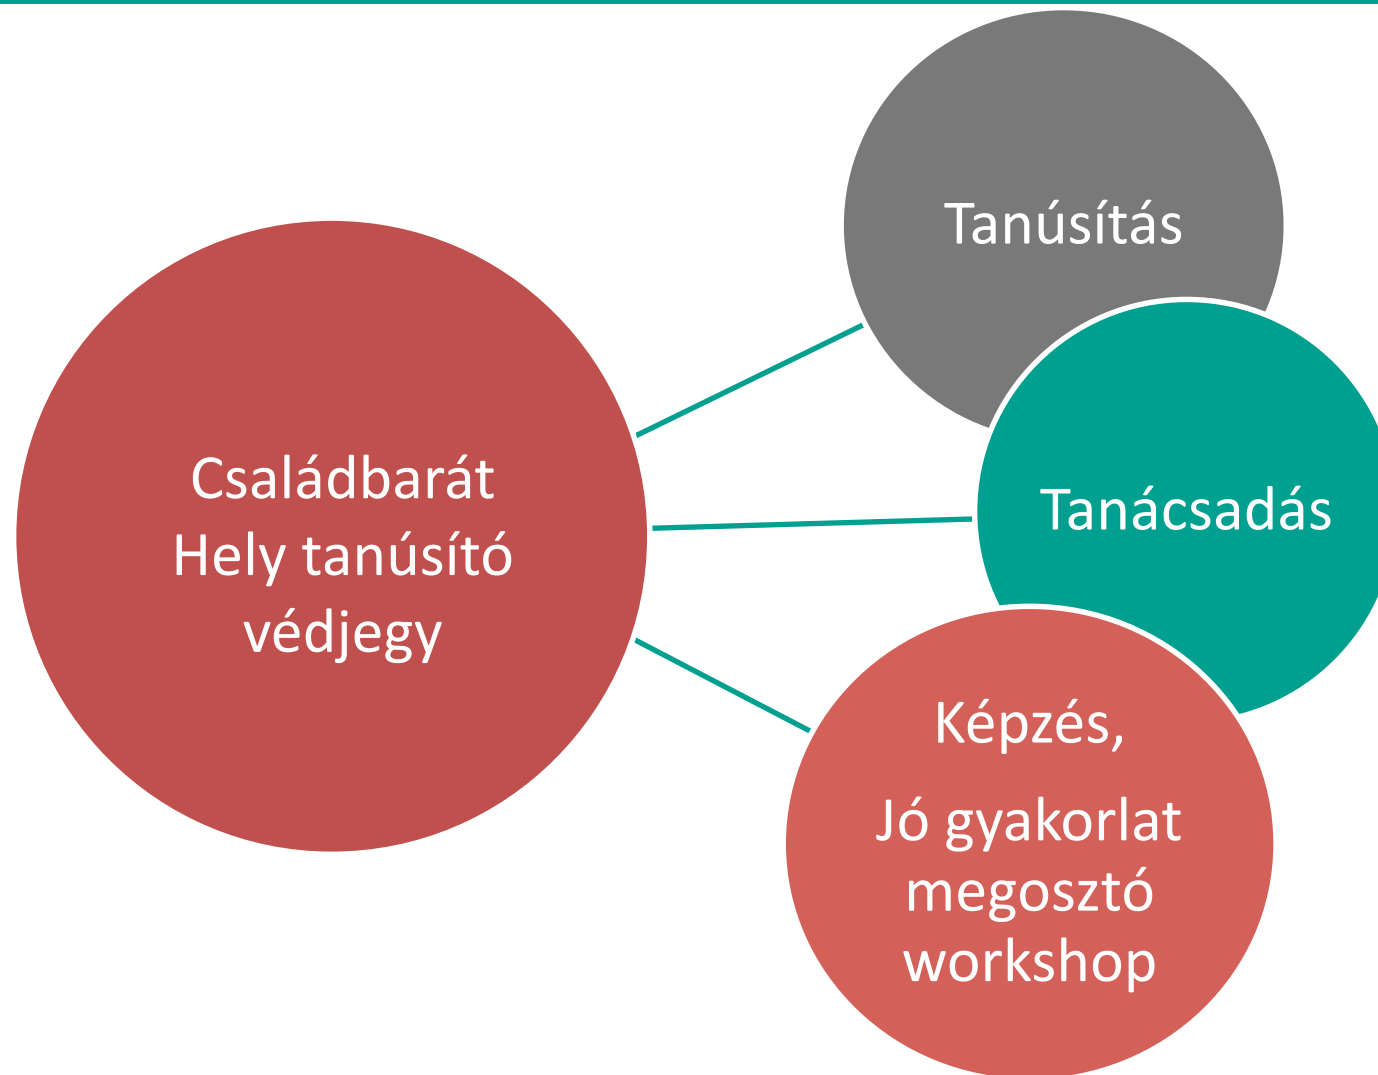 Családbarát
Hely tanúsító
védjegy
Tanúsítás
Tanácsadás
Képzés,
Jó gyakorlat
megosztó
workshop